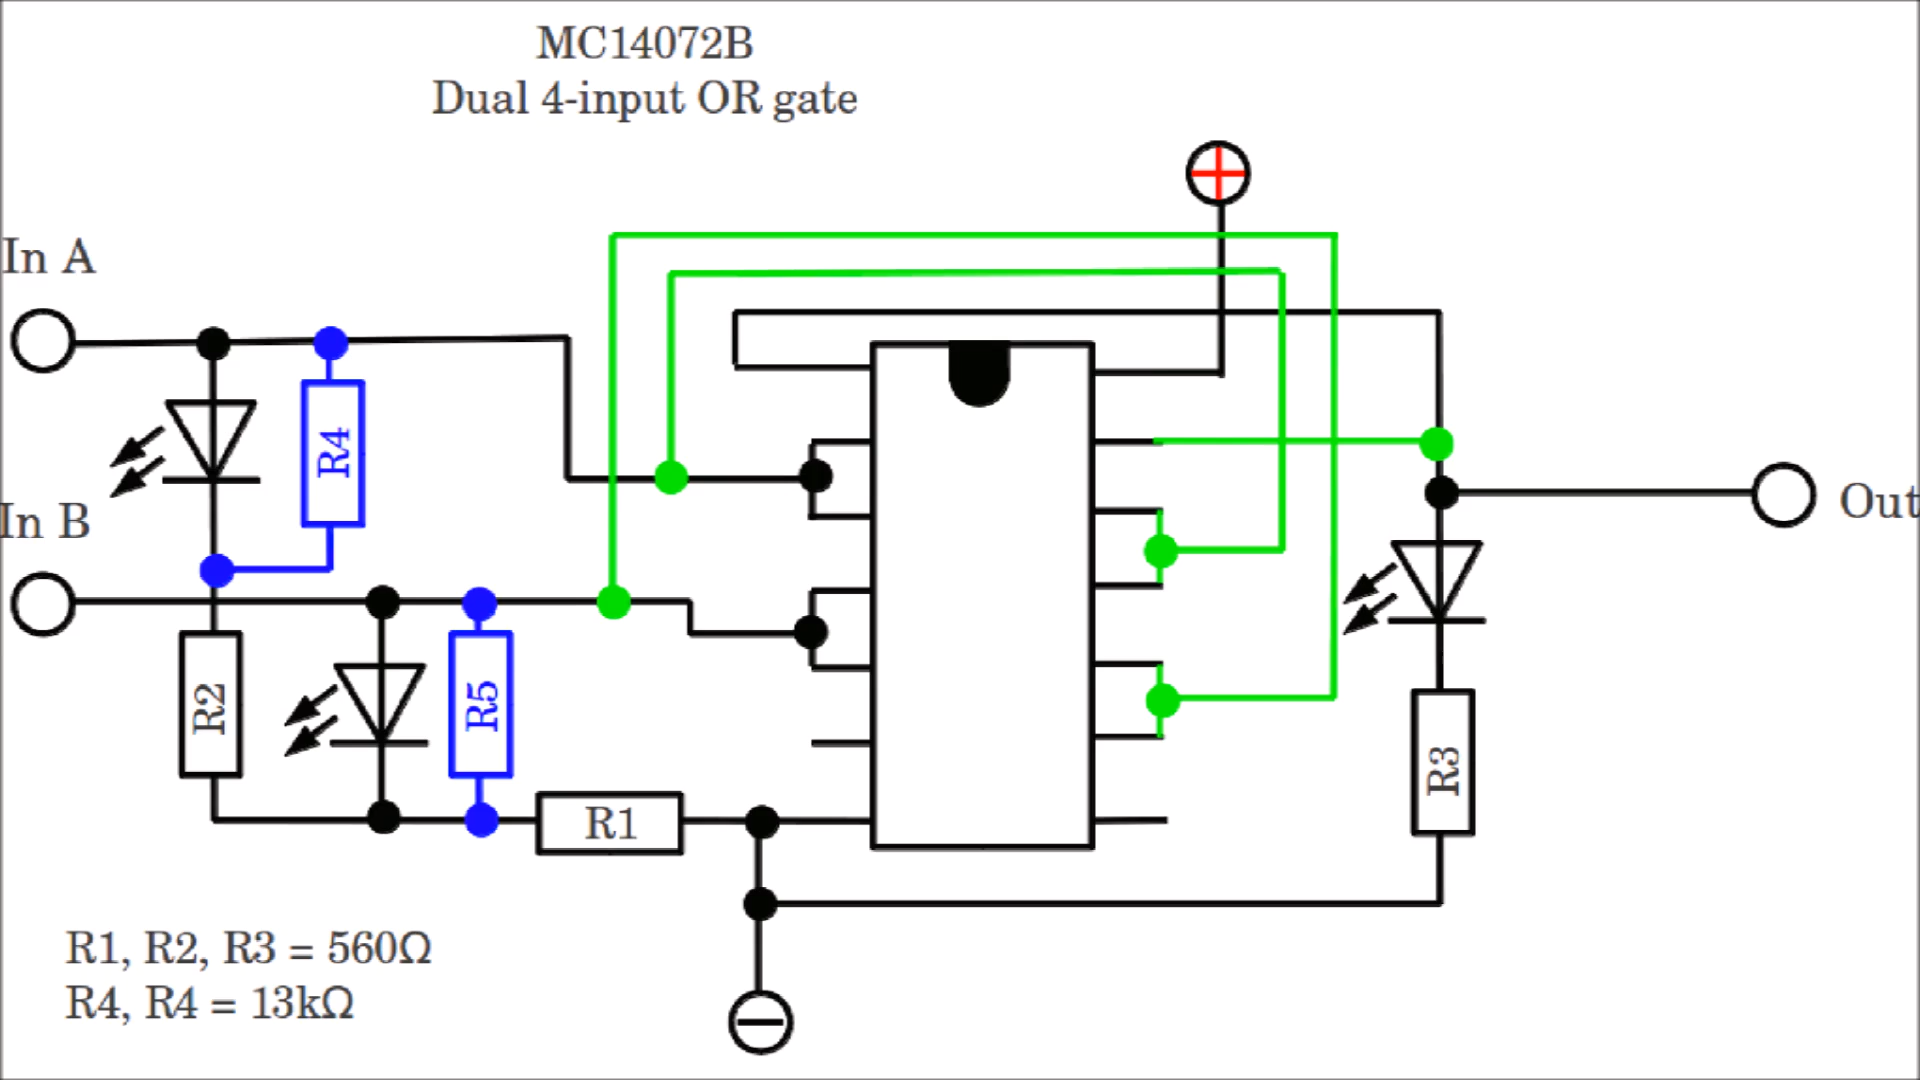 MC14072B
Dual 4-input OR gate
In A
R4
In B
Out
R2
R5
R3
R1
R1, R2, R3 = 560Ω
R4, R4 = 13kΩ